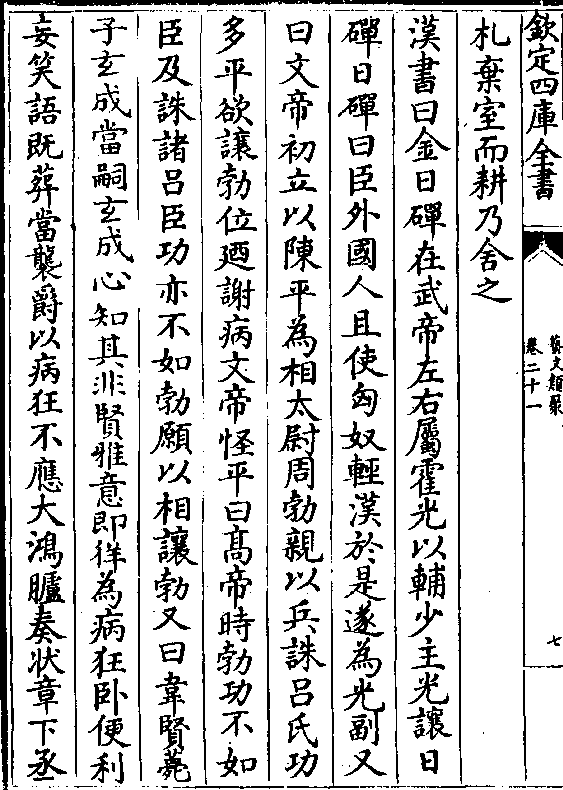 欽定四庫全書
藝文類聚
卷二十一
七
札棄室而耕乃舍之
漢書曰金日磾在武帝左右屬霍光以輔少主光讓日
磾日磾曰臣外國人且使匈奴輕漢於是遂為光副又
曰文帝初立以陳平為相太尉周勃親以兵誅吕氏功
多平欲讓勃位廼謝病文帝怪平曰髙帝時勃功不如
臣及誅諸吕臣功亦不如勃願以相讓勃又曰韋賢薨
子玄成當嗣玄成心知其非賢雅意即徉為病狂卧便利
妄笑語既葬當襲爵以病狂不應大鴻臚奏状章下丞